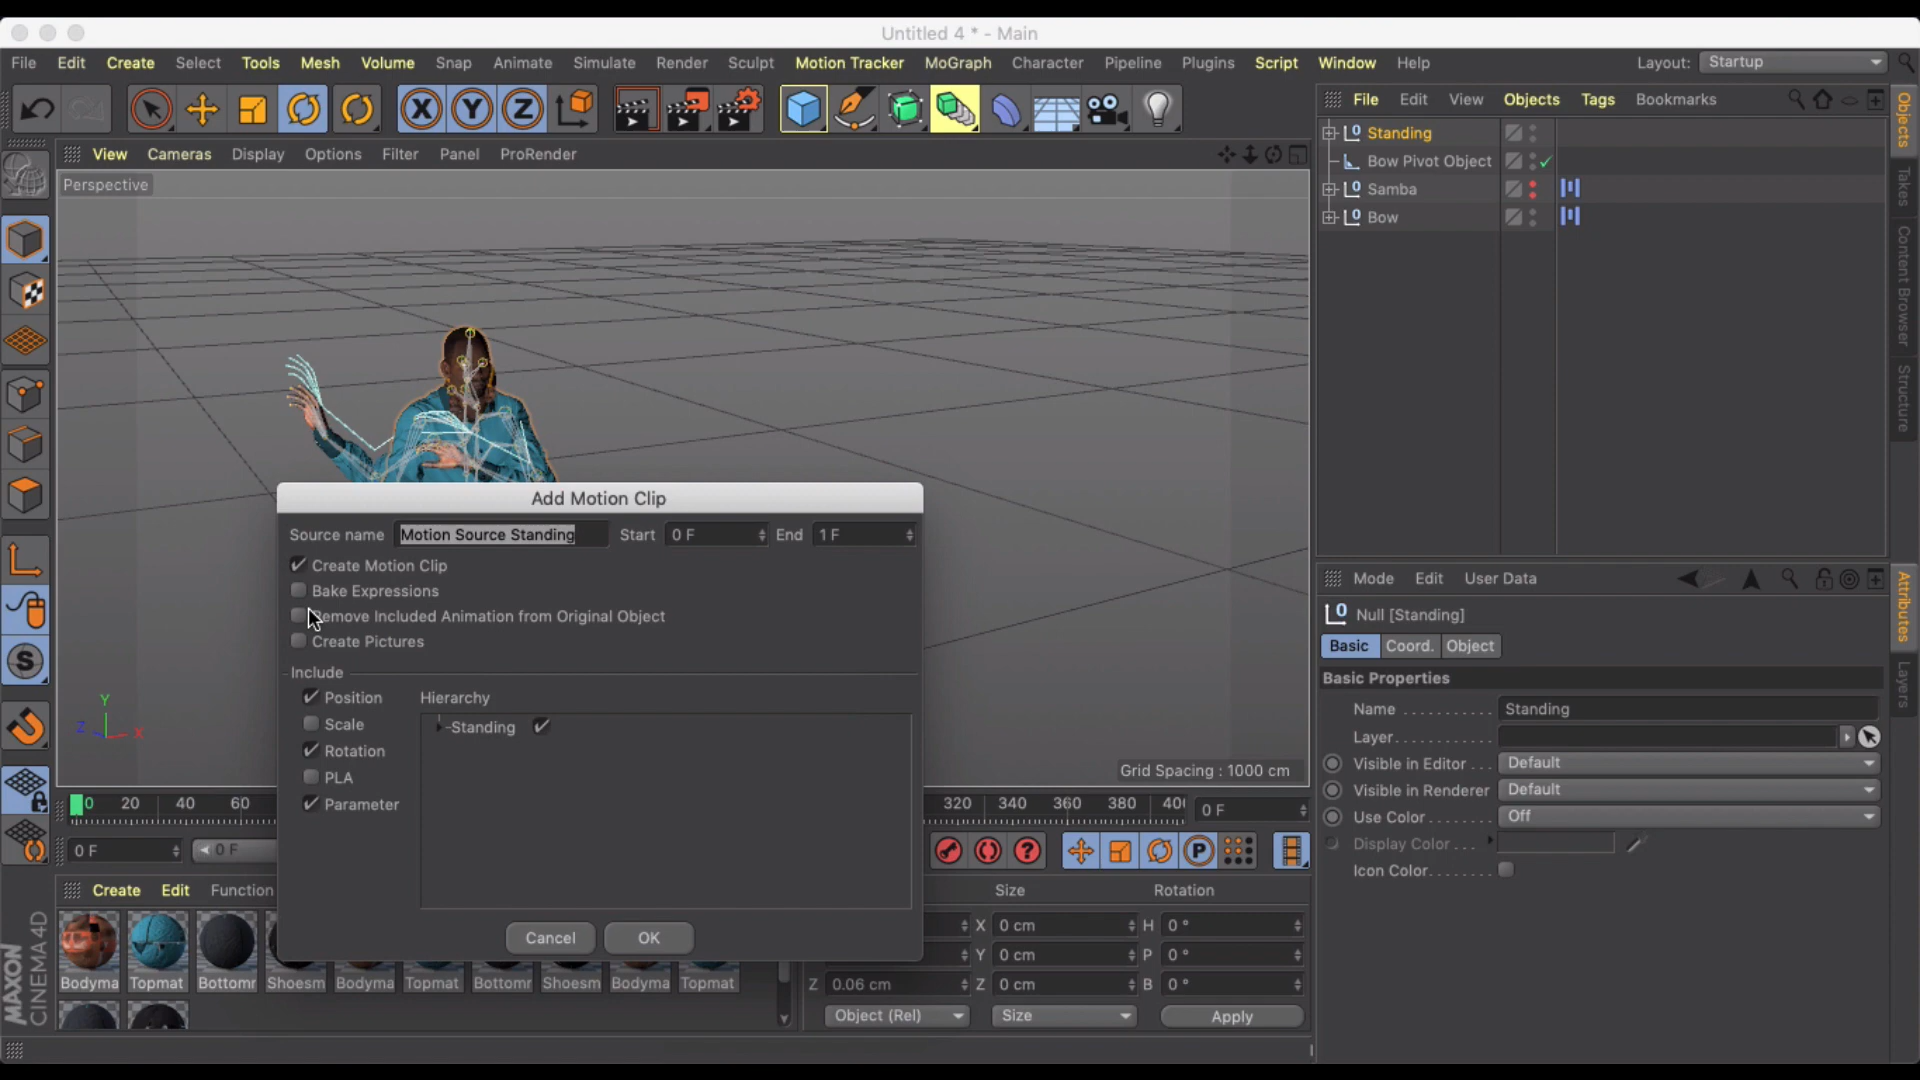 Untitled 4 * - Main
File Edit Create Select Tools Mesh Volume Snap Animate Simulate Render Sculpt Motion Tracker MoGraph Character Pipeline Plugins Script Window Help Layout: Startup
X Y Z
File Edit View Objects Tags Bookmarks
View Cameras Display Options Filter Panel ProRender
Perspective
Standing
Bow Pivot Object
Samba
Bow
Objects
Takes
Content Browser
Structure
Add Motion Clip
Source name Motion Source Standing Start 0 F End 1 F
Create Motion Clip
Bake Expressions
Remove Included Animation from Original Object
Create Pictures
Include
Position Hierarchy
Scale Standing
Rotation
PLA
Parameter
Cancel OK
Y
Z X
Grid Spacing : 1000 cm
0 20 40 60 320 340 360 380 0 F
0 F 0 F
P
Create Edit Function Size Rotation
X 0 cm H 0 °
Y 0 cm P 0 °
Z 0.06 cm Z 0 cm B 0 °
Object (Rel) Size Apply
Bodyma Topmat Bottomr Shoesm Bodyma Topmat Bottomr Shoesm Bodyma Topmat
MAXON
CINEMA 4D
Mode Edit User Data
Null [Standing]
Basic Coord. Object
Basic Properties
Name Standing
Layer
Visible in Editor Default
Visible in Renderer Default
Use Color Off
Display Color
Icon Color
Attributes
Layers